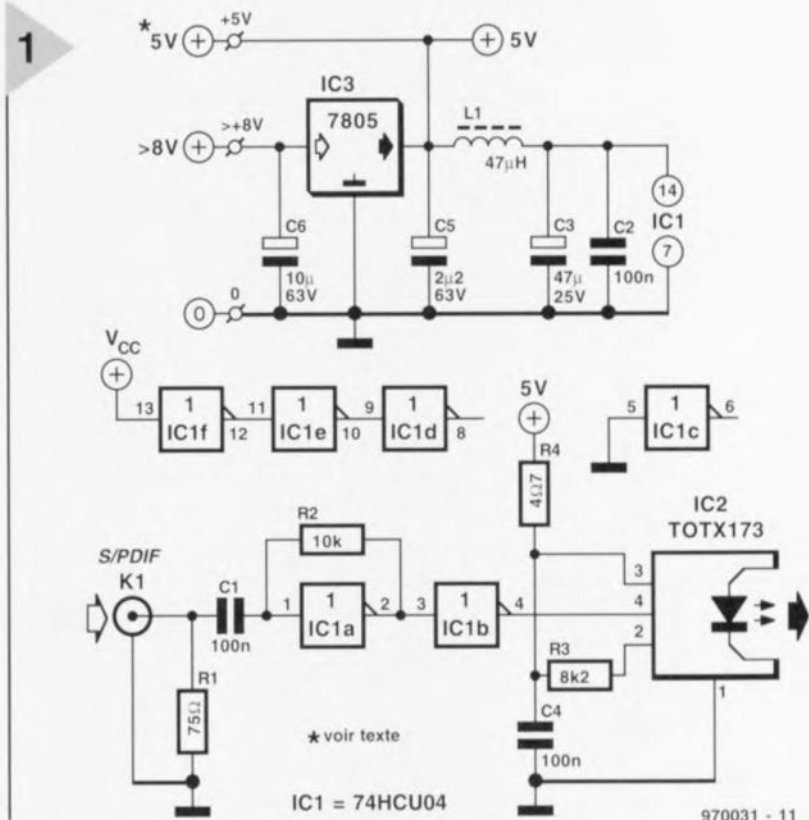 1
* 5V + +5V + 5V
IC3
7805
>8V + >+8V
L1
47µH
14
IC1
7
C6
10µ
63V
C5
2µ2
63V
C3
47µ
25V
C2
100n
0 0
VCC
+
13 1 IC1f 12
11 1 IC1e 10
9 1 IC1d 8
5V
+
5 1 IC1c 6
R4
4Ω7
IC2
TOTX173
S/PDIF
K1
C1
100n
R2
10k
1 1 IC1a 2
3 1 IC1b 4
3
4
2
1
R3
8k2
R1
75Ω
C4
100n
* voir texte
IC1 = 74HCU04
970031 - 11